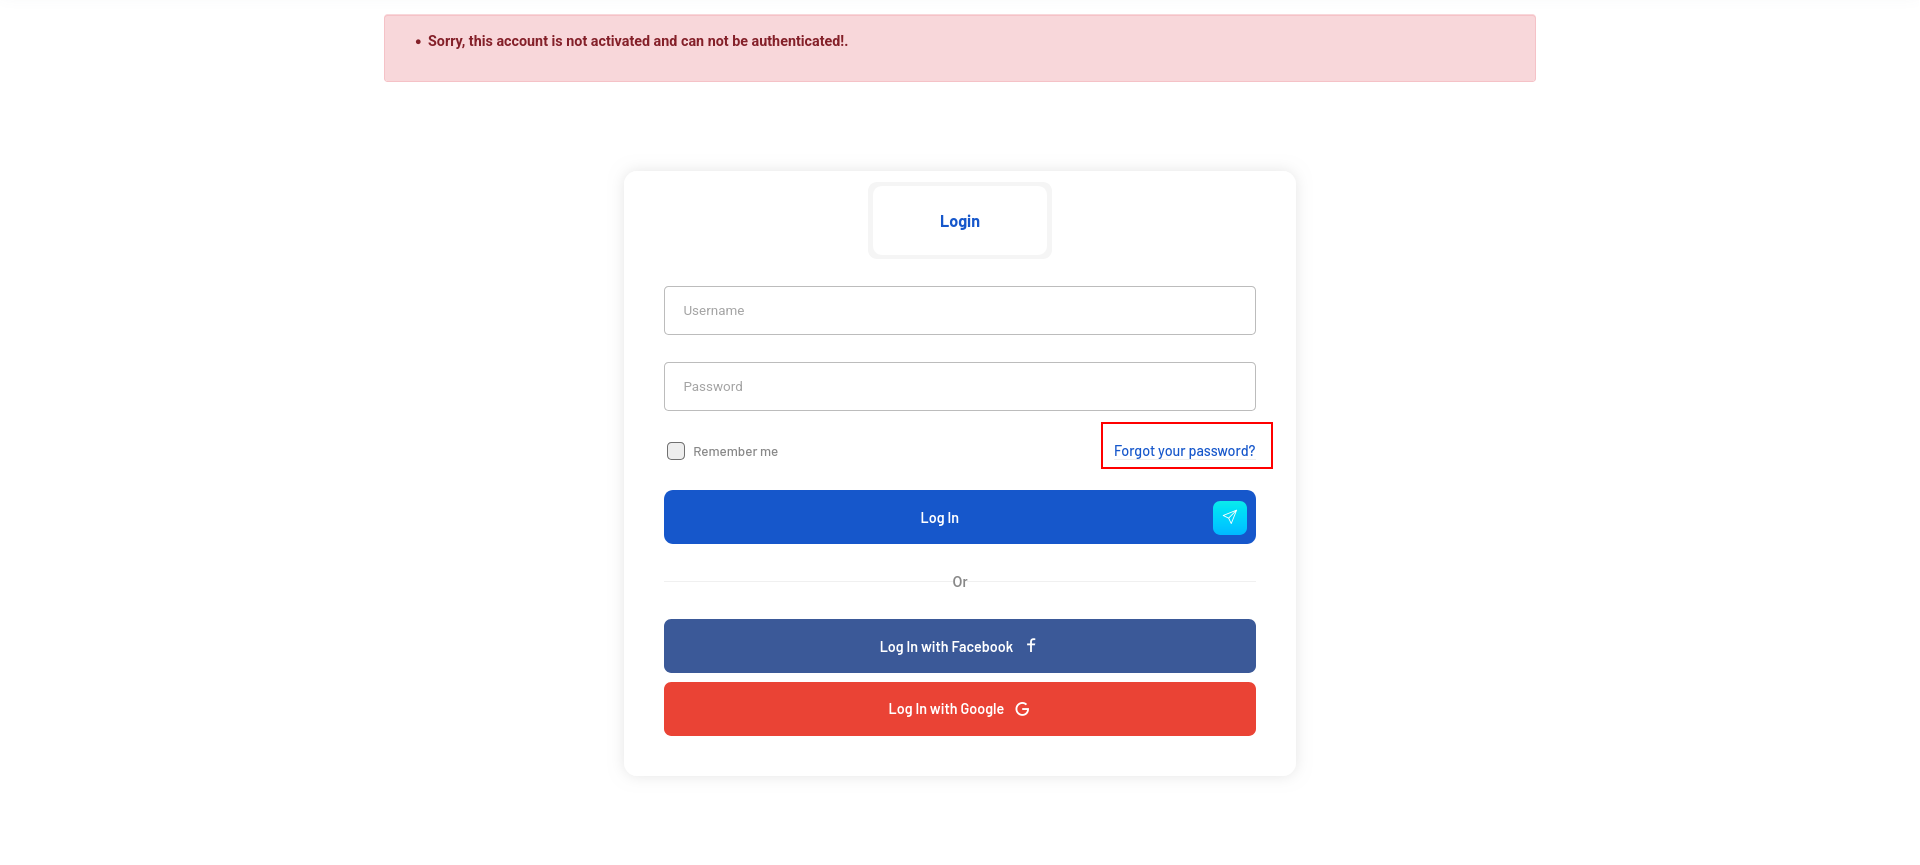 • Sorry, this account is not activated and can not be authenticated!.
Login
Username
Password
Remember me
Forgot your password?
Log In
Or
Log In with Facebook
Log In with Google